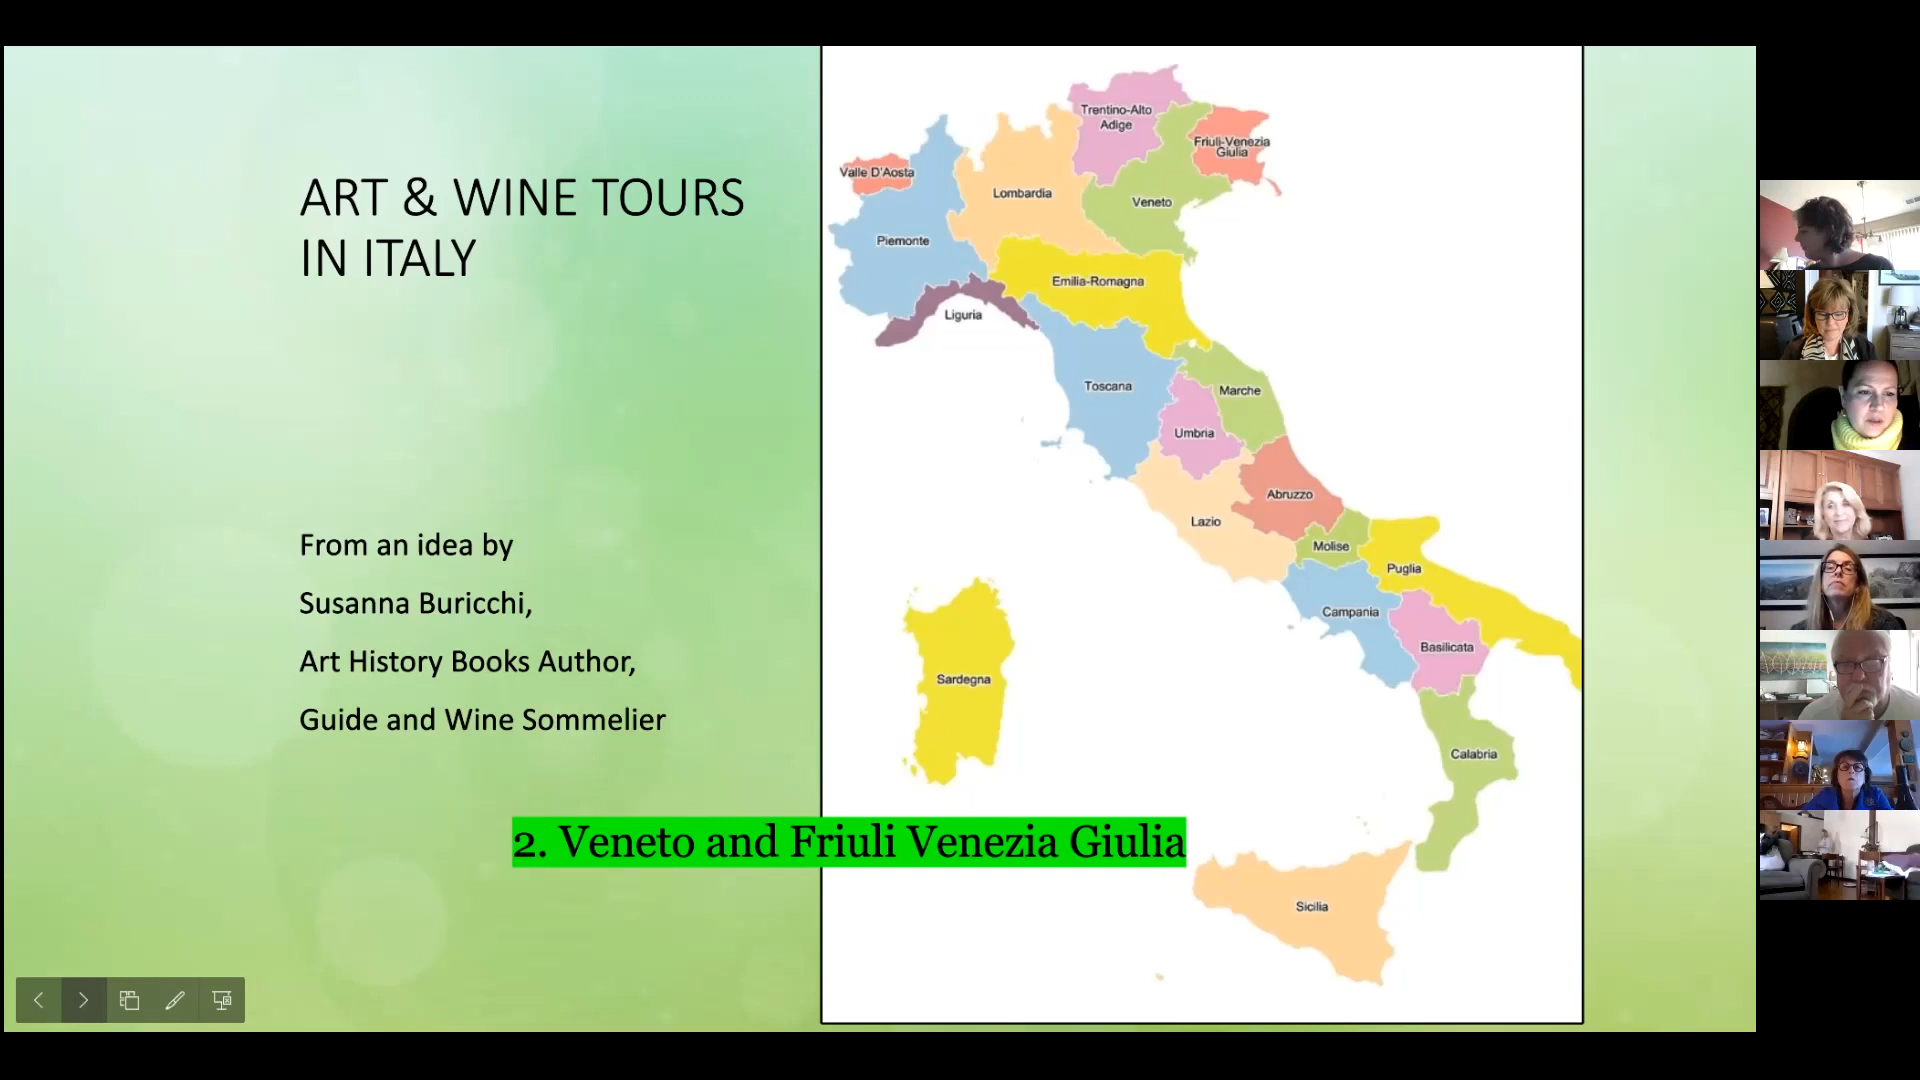 ART & WINE TOURS
IN ITALY
From an idea by
Susanna Buricchi,
Art History Books Author,
Guide and Wine Sommelier
2. Veneto and Friuli Venezia Giulia
Trentino-Alto
Adige
Friuli-Venezia
Giulia
Valle D'Aosta
Lombardia
Veneto
Piemonte
Emilia-Romagna
Liguria
Toscana
Marche
Umbria
Abruzzo
Lazio
Molise
Puglia
Campania
Basilicata
Sardegna
Calabria
Sicilia